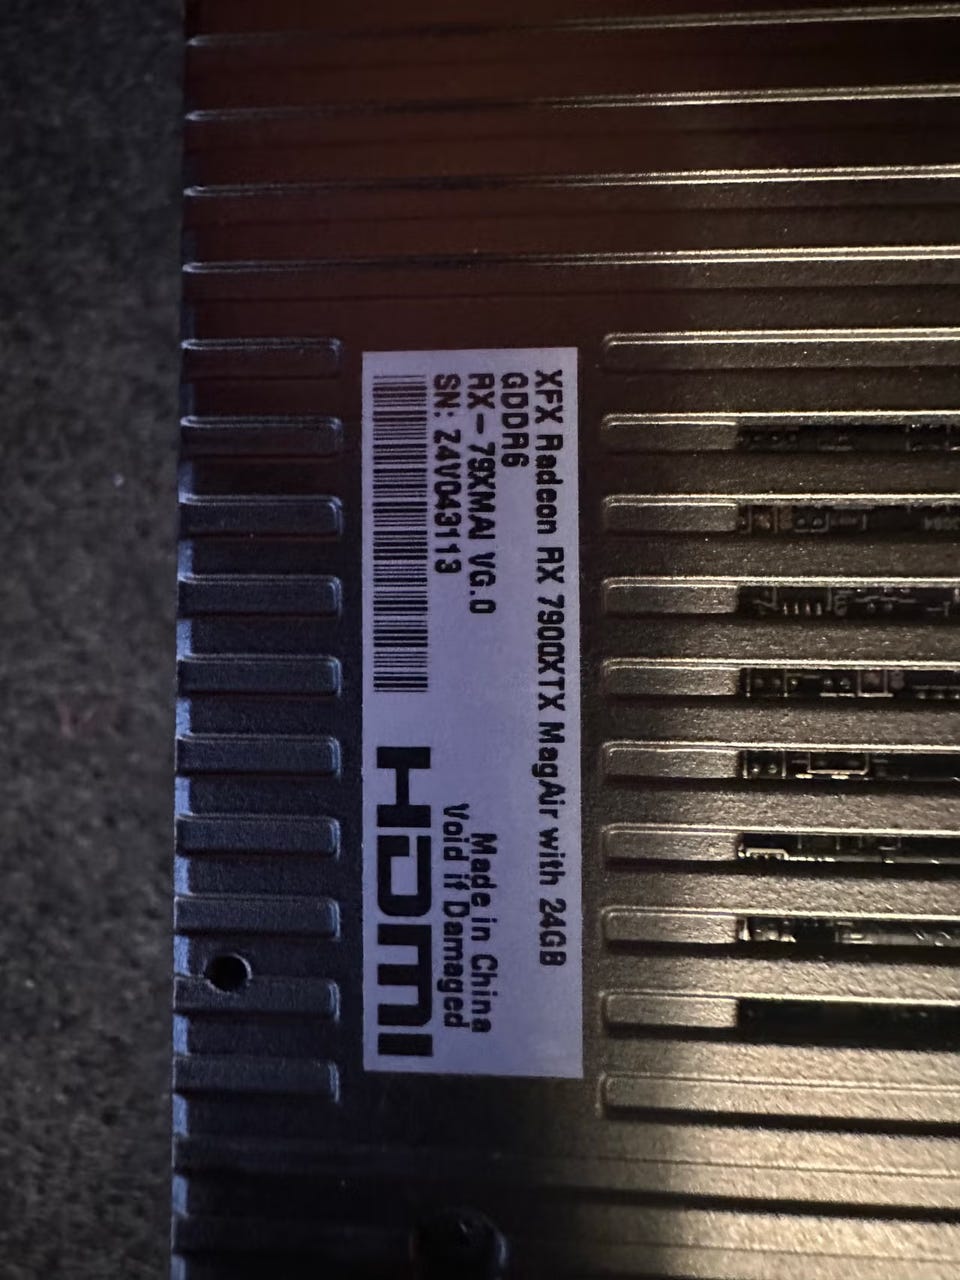 XFX Radeon RX 7900XTX MagAir with 24GB
GDDR6
RX-79XMAI VG.0
SN: Z4V043113
Made in China
Void if Damaged
HDMI